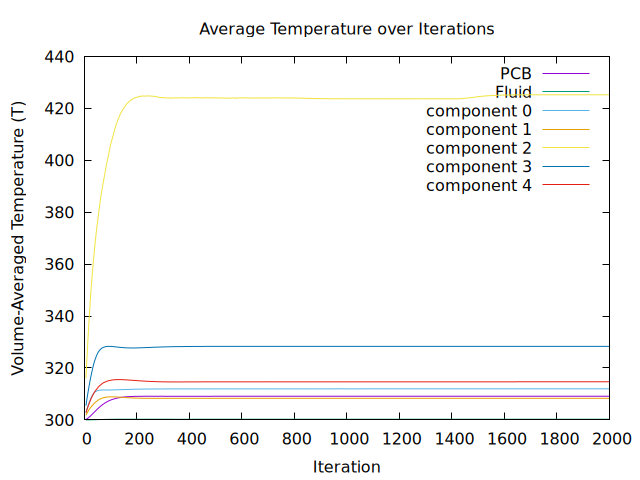 Average Temperature over Iterations
Volume-Averaged Temperature (T)
440
420
400
380
360
340
320
300
PCB
Fluid
component 0
component 1
component 2
component 3
component 4
0 200 400 600 800 1000 1200 1400 1600 1800 2000
Iteration